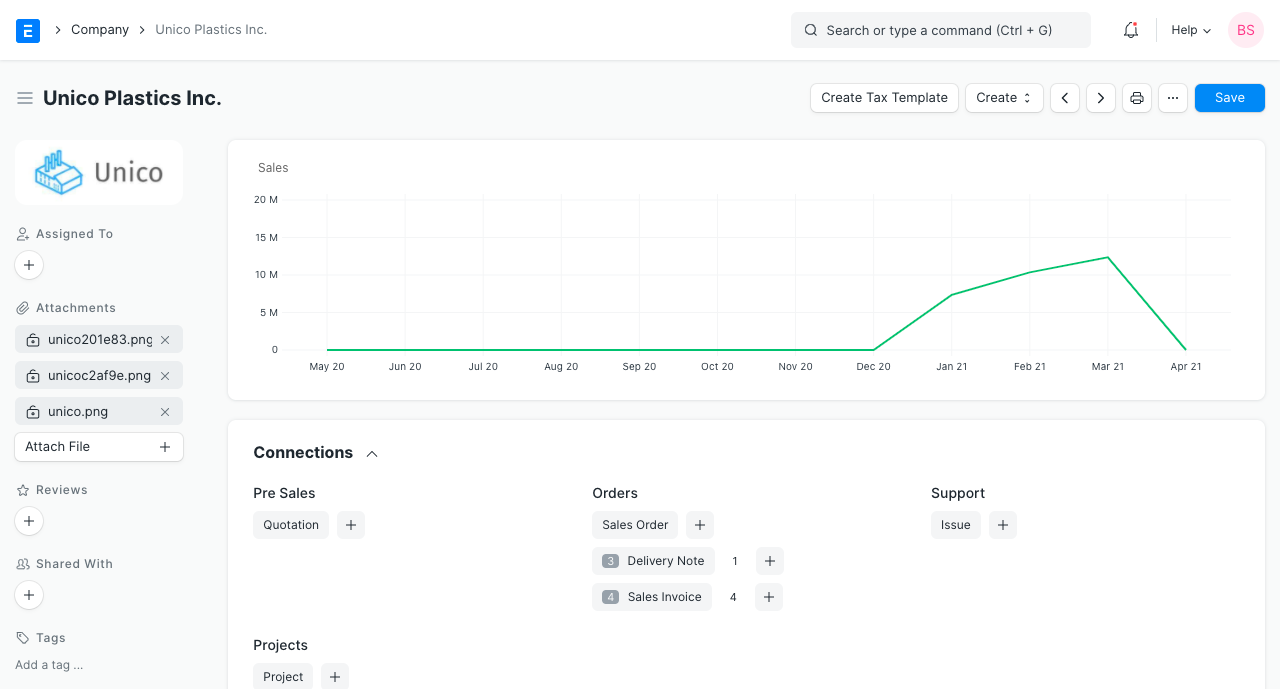 E
Company
Unico Plastics Inc.
Search or type a command (Ctrl + G)
Help
BS
Unico Plastics Inc.
Create Tax Template
Create
Save
Unico
Assigned To
Attachments
unico201e83.png
unicoc2af9e.png
unico.png
Attach File
Reviews
Shared With
Tags
Add a tag ...
Sales
20 M
15 M
10 M
5 M
0
May 20 Jun 20 Jul 20 Aug 20 Sep 20 Oct 20 Nov 20 Dec 20 Jan 21 Feb 21 Mar 21 Apr 21
Connections
Pre Sales
Quotation
Orders
Sales Order
3 Delivery Note 1
4 Sales Invoice 4
Support
Issue
Projects
Project